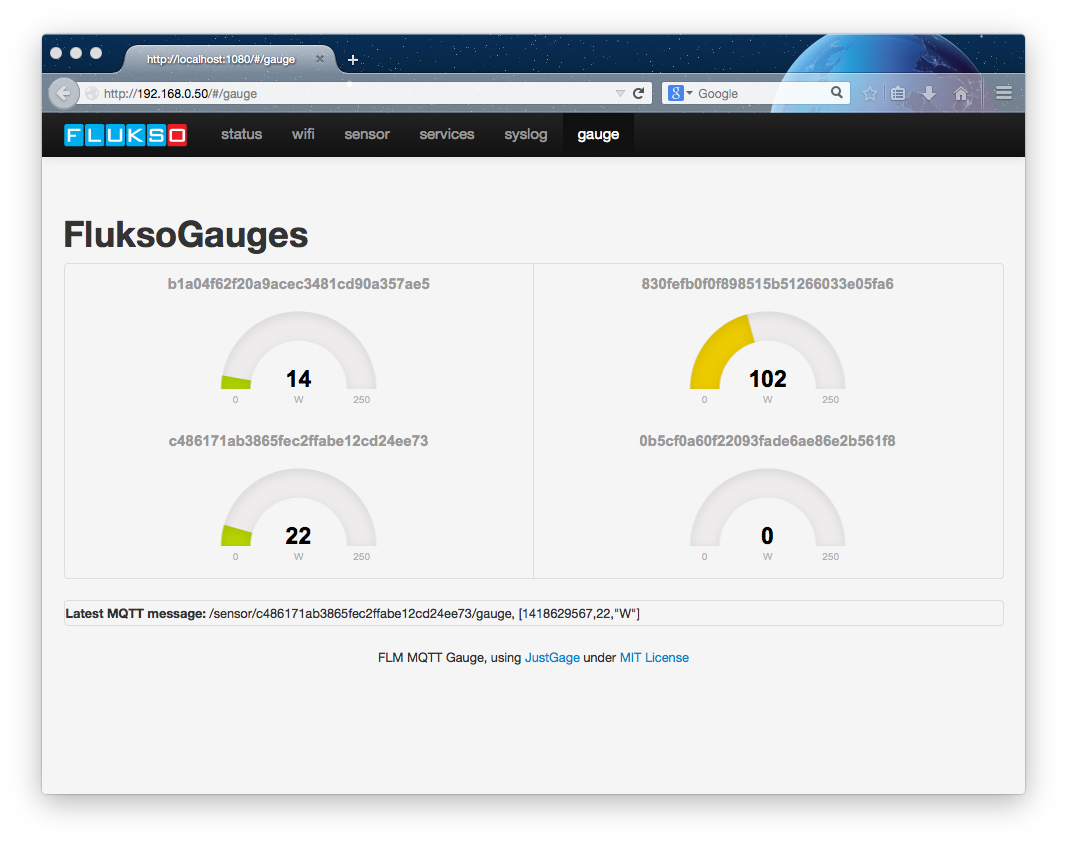 http://localhost:1080/#/gauge
http://192.168.0.50/#/gauge
8 Google
FLUKSO status wifi sensor services syslog gauge
FluksoGauges
b1a04f62f20a9acec3481cd90a357ae5
14
0 W 250
830fefb0f0f898515b51266033e05fa6
102
0 W 250
c486171ab3865fec2ffabe12cd24ee73
22
0 W 250
0b5cf0a60f22093fade6ae86e2b561f8
0
0 W 250
Latest MQTT message: /sensor/c486171ab3865fec2ffabe12cd24ee73/gauge, [1418629567,22,"W"]
FLM MQTT Gauge, using JustGage under MIT License